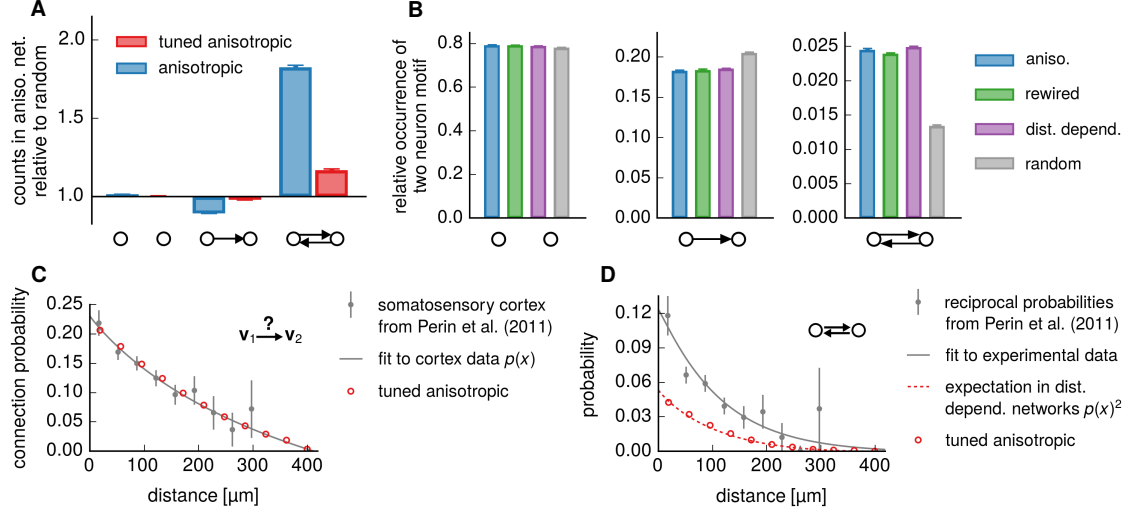 A
counts in aniso. net.
relative to random
2.0
1.5
1.0
tuned anisotropic
anisotropic
B
relative occurrence of
two neuron motif
0.8
0.6
0.4
0.2
0.0
0.20
0.15
0.10
0.05
0.00
0.025
0.020
0.015
0.010
0.005
0.000
aniso.
rewired
dist. depend.
random
C
connection probability
0.25
0.20
0.15
0.10
0.05
0.00
0
100
200
300
400
distance [µm]
?
v1 v2
somatosensory cortex
from Perin et al. (2011)
fit to cortex data p(x)
tuned anisotropic
D
probability
0.12
0.09
0.06
0.03
0.00
0
100
200
300
400
distance [µm]
reciprocal probabilities
from Perin et al. (2011)
fit to experimental data
expectation in dist.
depend. networks p(x)²
tuned anisotropic